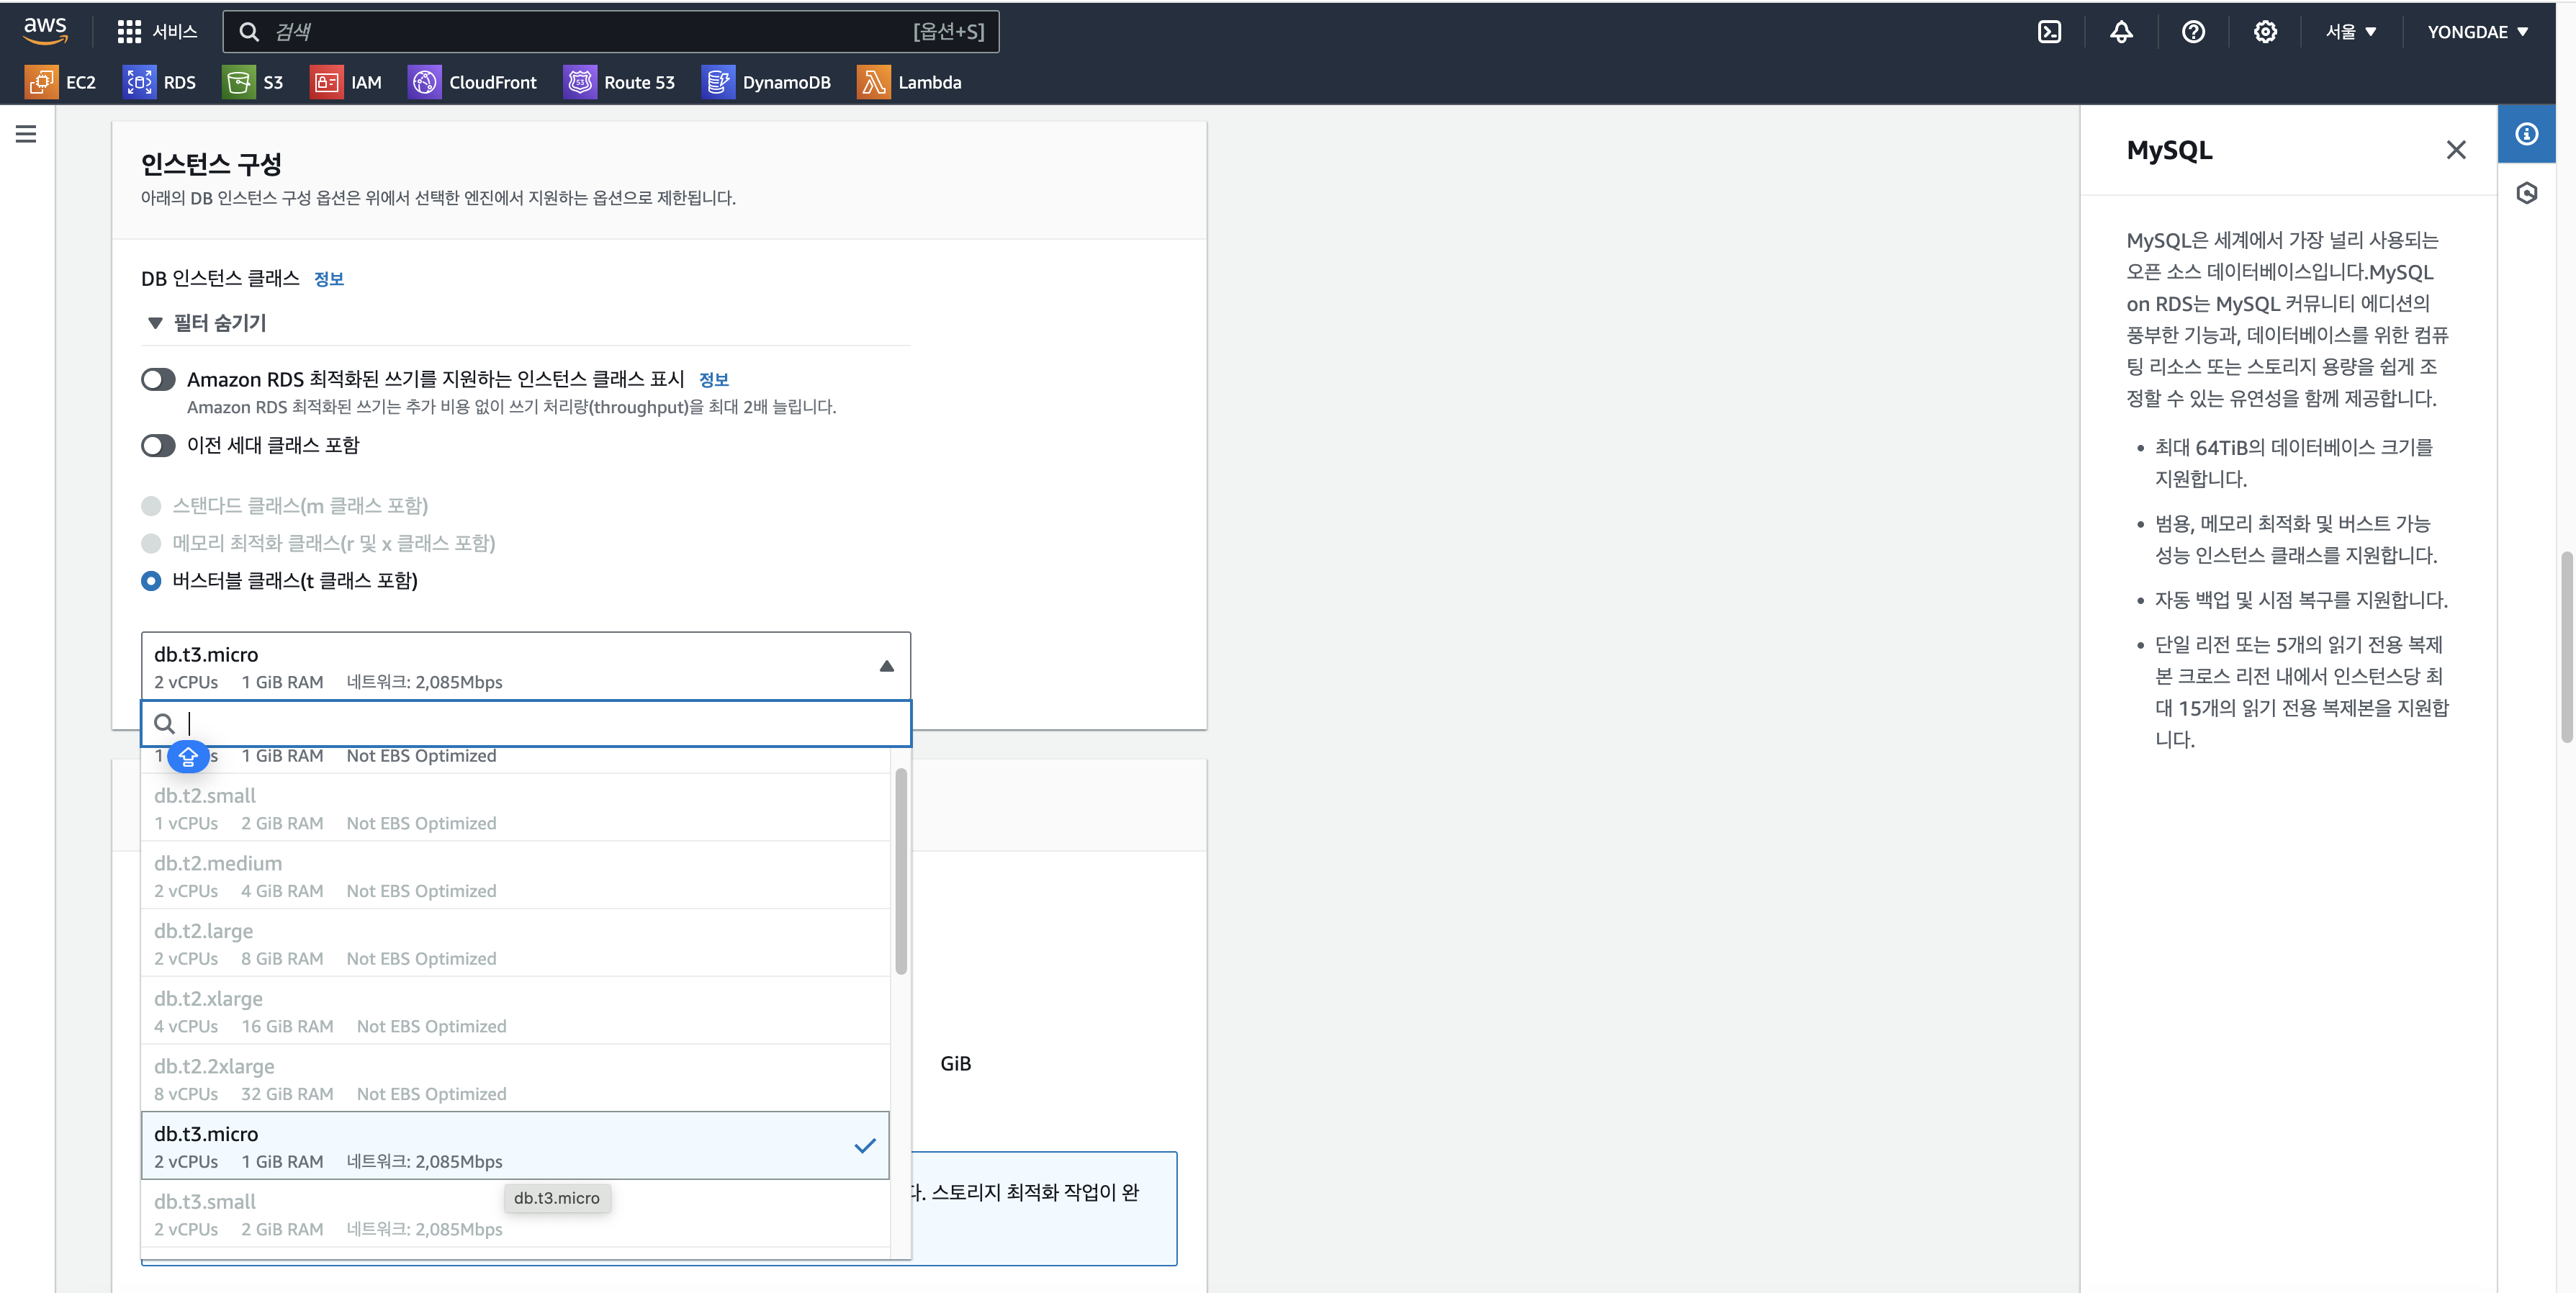 aws
서비스
검색
[옵션+S]
서울 ▼
YONGDAE ▼
EC2
RDS
S3
IAM
CloudFront
Route 53
DynamoDB
Lambda
인스턴스 구성
아래의 DB 인스턴스 구성 옵션은 위에서 선택한 엔진에서 지원하는 옵션으로 제한됩니다.
DB 인스턴스 클래스 정보
▼ 필터 숨기기
Amazon RDS 최적화된 쓰기를 지원하는 인스턴스 클래스 표시 정보
Amazon RDS 최적화된 쓰기는 추가 비용 없이 쓰기 처리량(throughput)을 최대 2배 늘립니다.
이전 세대 클래스 포함
스탠다드 클래스(m 클래스 포함)
메모리 최적화 클래스(r 및 x 클래스 포함)
버스터블 클래스(t 클래스 포함)
db.t3.micro
2 vCPUs 1 GiB RAM 네트워크: 2,085Mbps
1 s 1 GiB RAM Not EBS Optimized
db.t2.small
1 vCPUs 2 GiB RAM Not EBS Optimized
db.t2.medium
2 vCPUs 4 GiB RAM Not EBS Optimized
db.t2.large
2 vCPUs 8 GiB RAM Not EBS Optimized
db.t2.xlarge
4 vCPUs 16 GiB RAM Not EBS Optimized
db.t2.2xlarge
8 vCPUs 32 GiB RAM Not EBS Optimized
db.t3.micro
2 vCPUs 1 GiB RAM 네트워크: 2,085Mbps
db.t3.micro
db.t3.small
2 vCPUs 2 GiB RAM 네트워크: 2,085Mbps
GiB
다. 스토리지 최적화 작업이 완
MySQL
MySQL은 세계에서 가장 널리 사용되는
오픈 소스 데이터베이스입니다.MySQL
on RDS는 MySQL 커뮤니티 에디션의
풍부한 기능과, 데이터베이스를 위한 컴퓨
팅 리소스 또는 스토리지 용량을 쉽게 조
정할 수 있는 유연성을 함께 제공합니다.
• 최대 64TiB의 데이터베이스 크기를
지원합니다.
• 범용, 메모리 최적화 및 버스트 가능
성능 인스턴스 클래스를 지원합니다.
• 자동 백업 및 시점 복구를 지원합니다.
• 단일 리전 또는 5개의 읽기 전용 복제
본 크로스 리전 내에서 인스턴스당 최
대 15개의 읽기 전용 복제본을 지원합
니다.